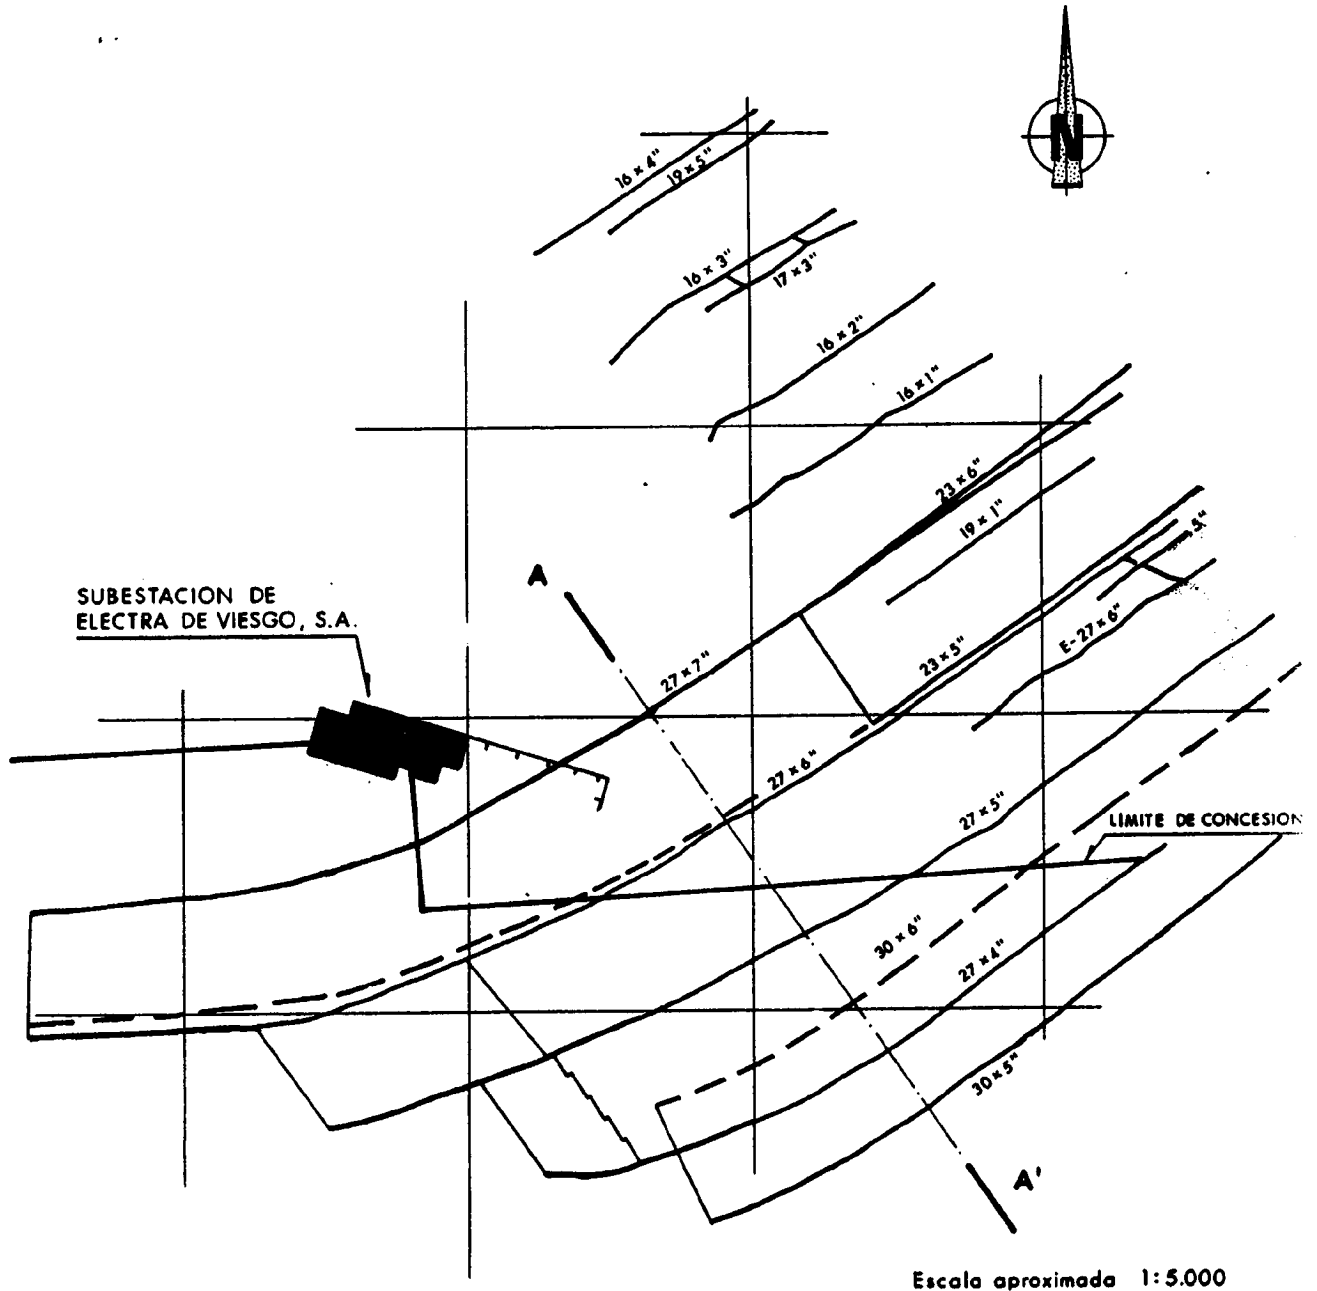 N
16 x 4"
19 x 5"
16 x 3"
17 x 3"
16 x 2"
16 x 1"
23 x 6"
19 x 1"
5"
A
SUBESTACION DE
ELECTRA DE VIESGO, S.A.
E-27 x 6"
23 x 5"
27 x 7"
27 x 6"
27 x 5"
LIMITE DE CONCESION
30 x 6"
27 x 4"
30 x 5"
A'
Escala aproximada 1:5.000